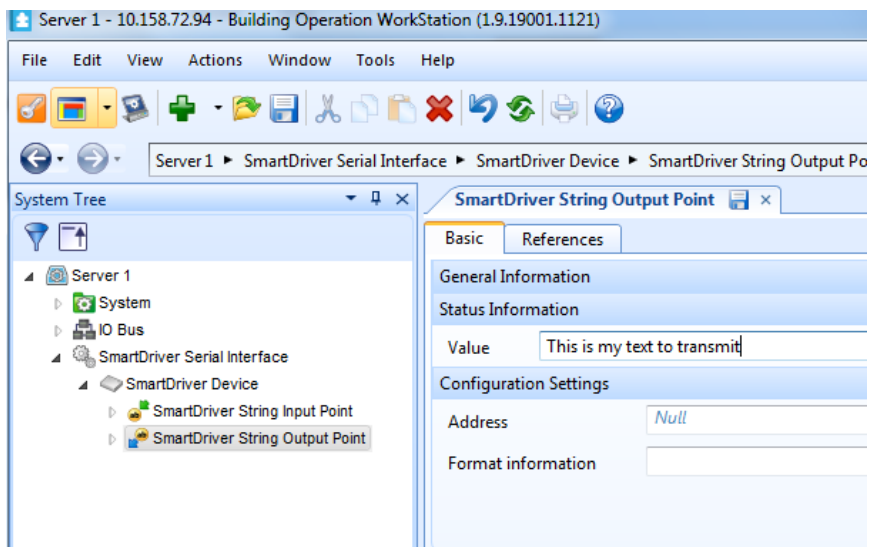 Server 1 - 10.158.72.94 - Building Operation WorkStation (1.9.19001.1121)
File Edit View Actions Window Tools Help
Server 1 ▸ SmartDriver Serial Interface ▸ SmartDriver Device ▸ SmartDriver String Output Po
System Tree
SmartDriver String Output Point
Basic References
Server 1
General Information
System
Status Information
IO Bus
Value This is my text to transmit
SmartDriver Serial Interface
SmartDriver Device
Configuration Settings
SmartDriver String Input Point
Address Null
SmartDriver String Output Point
Format information